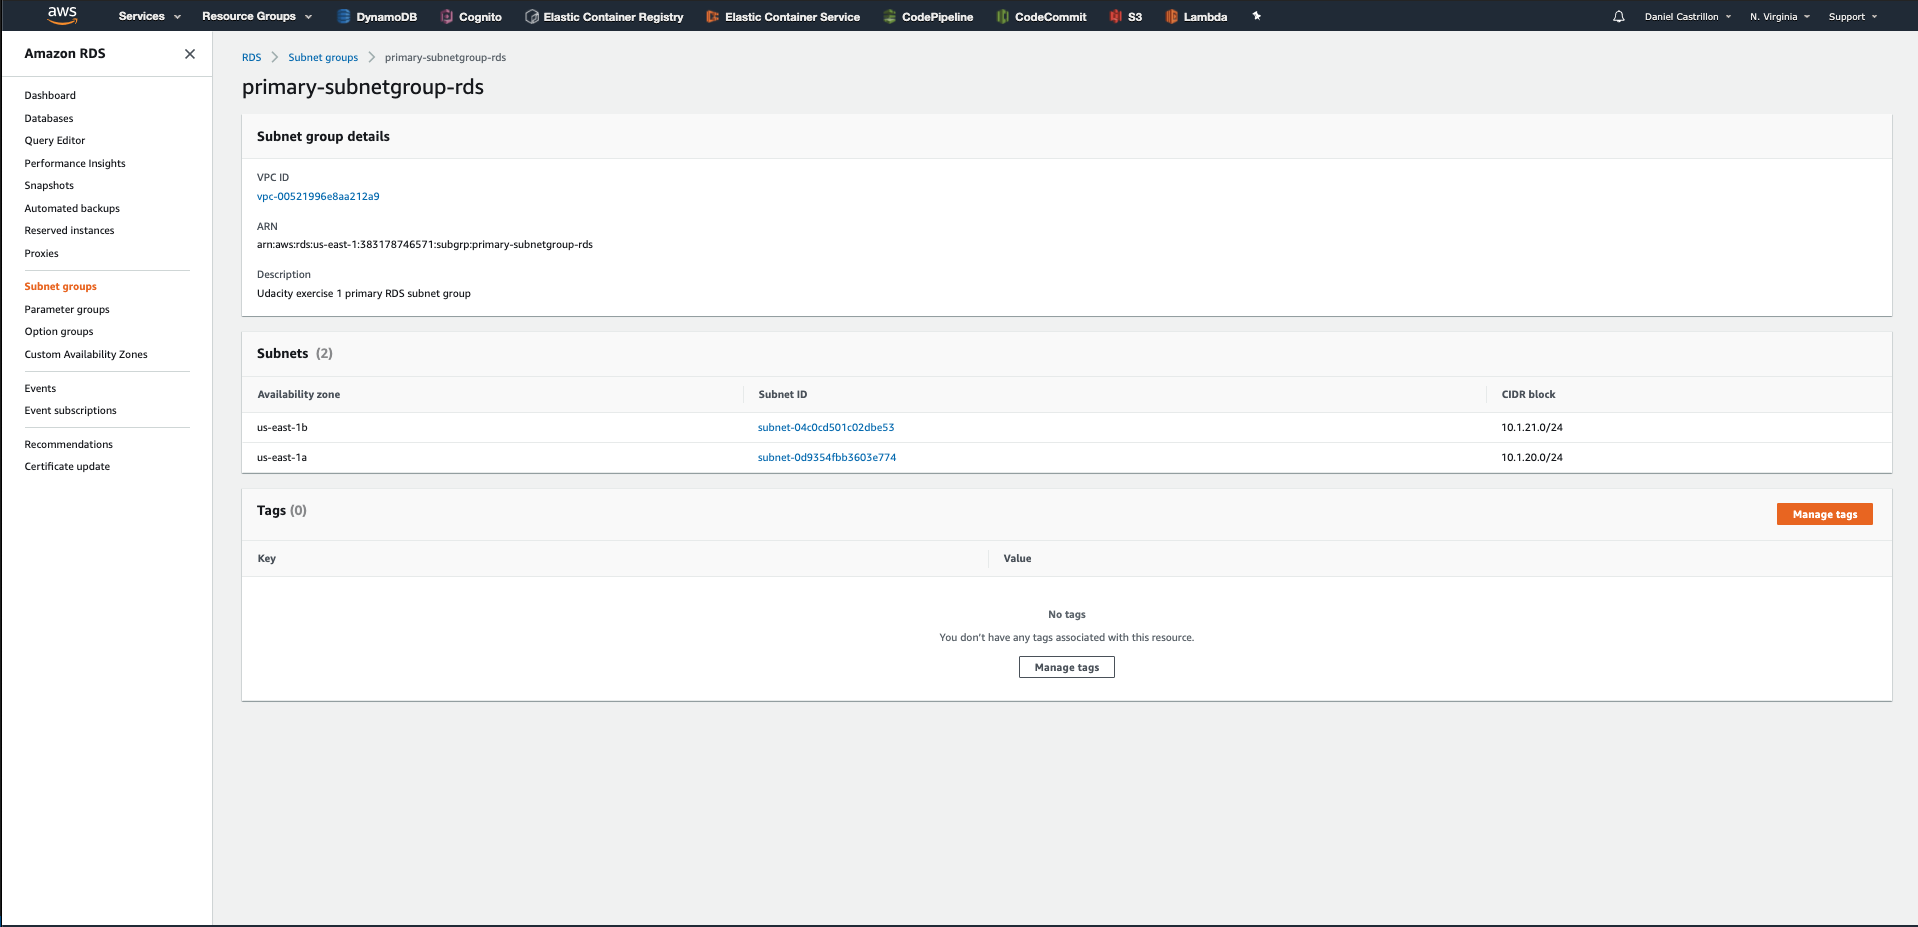 aws Services Resource Groups DynamoDB Cognito Elastic Container Registry Elastic Container Service CodePipeline CodeCommit S3 Lambda Daniel Castrillon N. Virginia Support
Amazon RDS
Dashboard
Databases
Query Editor
Performance Insights
Snapshots
Automated backups
Reserved instances
Proxies
Subnet groups
Parameter groups
Option groups
Custom Availability Zones
Events
Event subscriptions
Recommendations
Certificate update
RDS Subnet groups primary-subnetgroup-rds
primary-subnetgroup-rds
Subnet group details
VPC ID
vpc-00521996e8aa212a9
ARN
arn:aws:rds:us-east-1:383178746571:subgrp:primary-subnetgroup-rds
Description
Udacity exercise 1 primary RDS subnet group
Subnets (2)
Availability zone Subnet ID CIDR block
us-east-1b subnet-04c0cd501c02dbe53 10.1.21.0/24
us-east-1a subnet-0d9354fbb3603e774 10.1.20.0/24
Tags (0) Manage tags
Key Value
No tags
You don't have any tags associated with this resource.
Manage tags